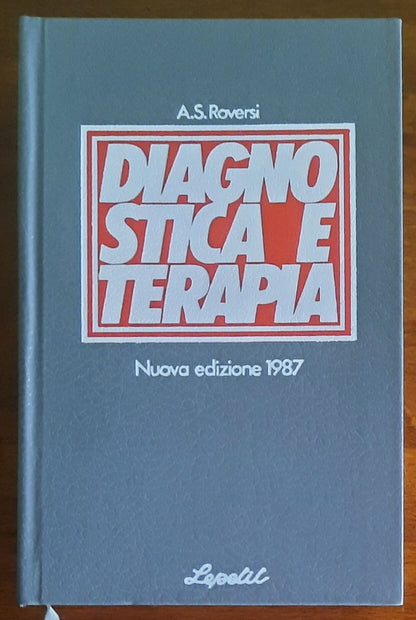 A.S. Roversi
DIAGNO
STICA E
TERAPIA
Nuova edizione 1987
Lepetit